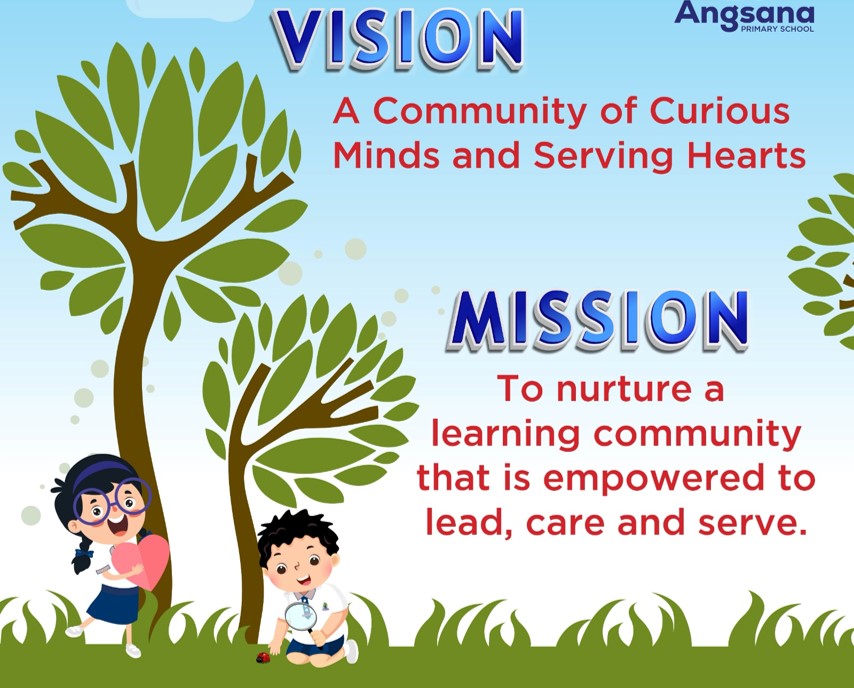 VISION
Angsana
PRIMARY SCHOOL
A Community of Curious
Minds and Serving Hearts
MISSION
To nurture a
learning community
that is empowered to
lead, care and serve.